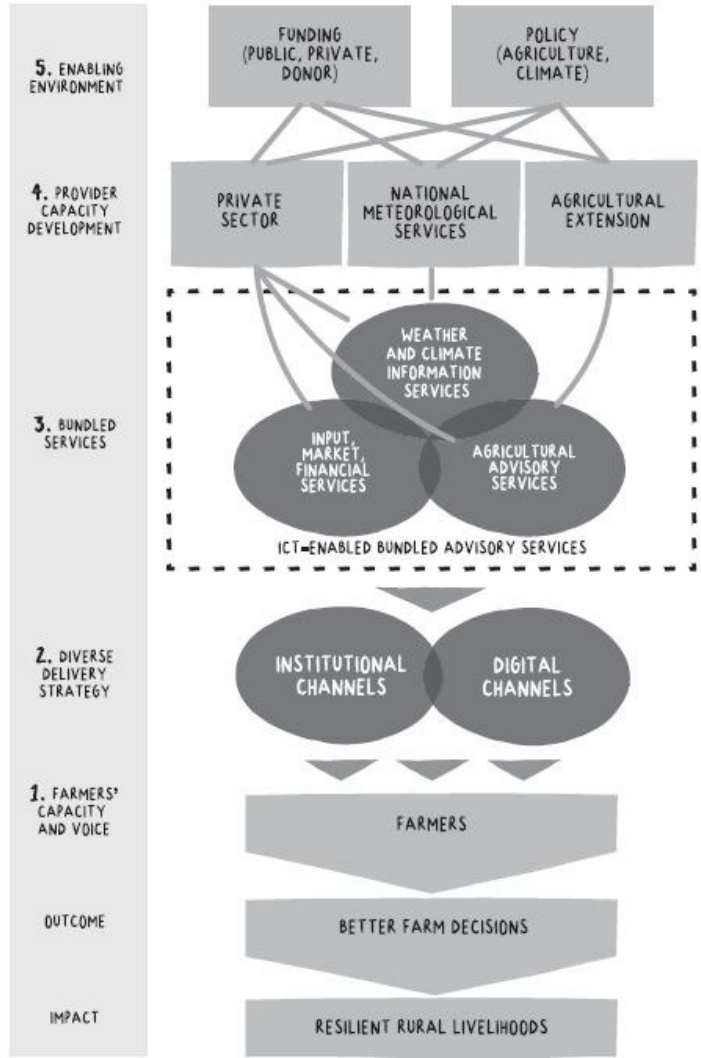 5. ENABLING
ENVIRONMENT
FUNDING
(PUBLIC, PRIVATE,
DONOR)
POLICY
(AGRICULTURE,
CLIMATE)
4. PROVIDER
CAPACITY
DEVELOPMENT
PRIVATE
SECTOR
NATIONAL
METEOROLOGICAL
SERVICES
AGRICULTURAL
EXTENSION
3. BUNDLED
SERVICES
WEATHER
AND CLIMATE
INFORMATION
SERVICES
INPUT,
MARKET,
FINANCIAL
SERVICES
AGRICULTURAL
ADVISORY
SERVICES
ICT=ENABLED BUNDLED ADVISORY SERVICES
2. DIVERSE
DELIVERY
STRATEGY
INSTITUTIONAL
CHANNELS
DIGITAL
CHANNELS
1. FARMERS'
CAPACITY
AND VOICE
FARMERS
OUTCOME
BETTER FARM DECISIONS
IMPACT
RESILIENT RURAL LIVELIHOODS